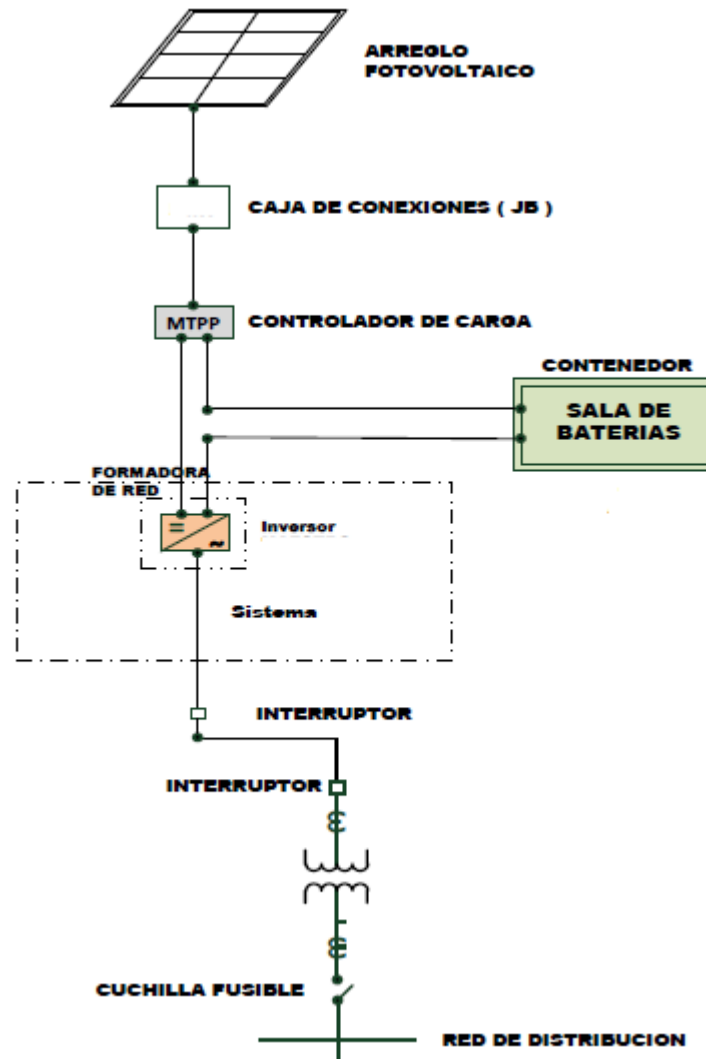 ARREGLO
FOTOVOLTAICO
CAJA DE CONEXIONES ( JB )
MTPP
CONTROLADOR DE CARGA
CONTENEDOR
SALA DE
BATERIAS
FORMADORA
DE RED
=
~
Inversor
Sistema
INTERRUPTOR
INTERRUPTOR
CUCHILLA FUSIBLE
RED DE DISTRIBUCION